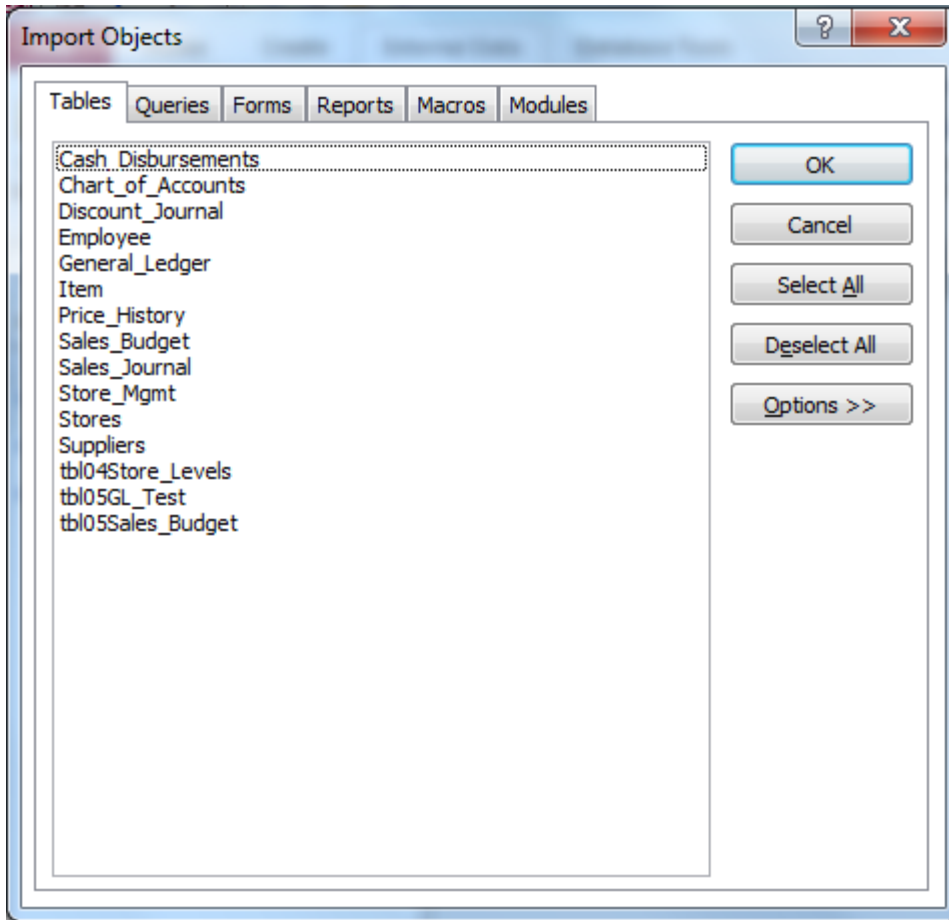 Import Objects
?
X
Tables Queries Forms Reports Macros Modules
Cash_Disbursements
Chart_of_Accounts
Discount_Journal
Employee
General_Ledger
Item
Price_History
Sales_Budget
Sales_Journal
Store_Mgmt
Stores
Suppliers
tbl04Store_Levels
tbl05GL_Test
tbl05Sales_Budget
OK
Cancel
Select All
Deselect All
Options >>